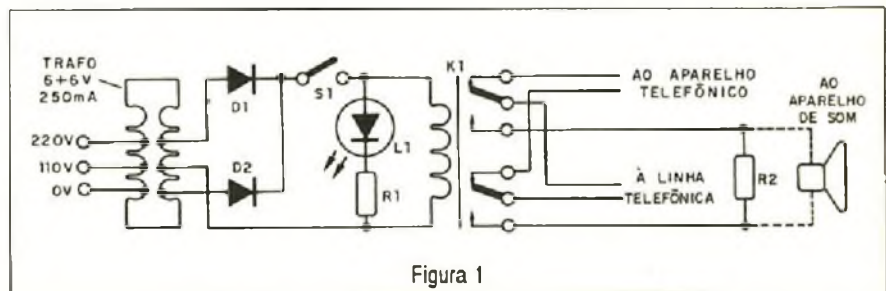 TRAFO
6+6V
250mA
220V
110V
0V
D1
D2
S1
L1
R1
K1
AO APARELHO
TELEFÔNICO
À LINHA
TELEFÔNICA
R2
AO
APARELHO
DE SOM
Figura 1